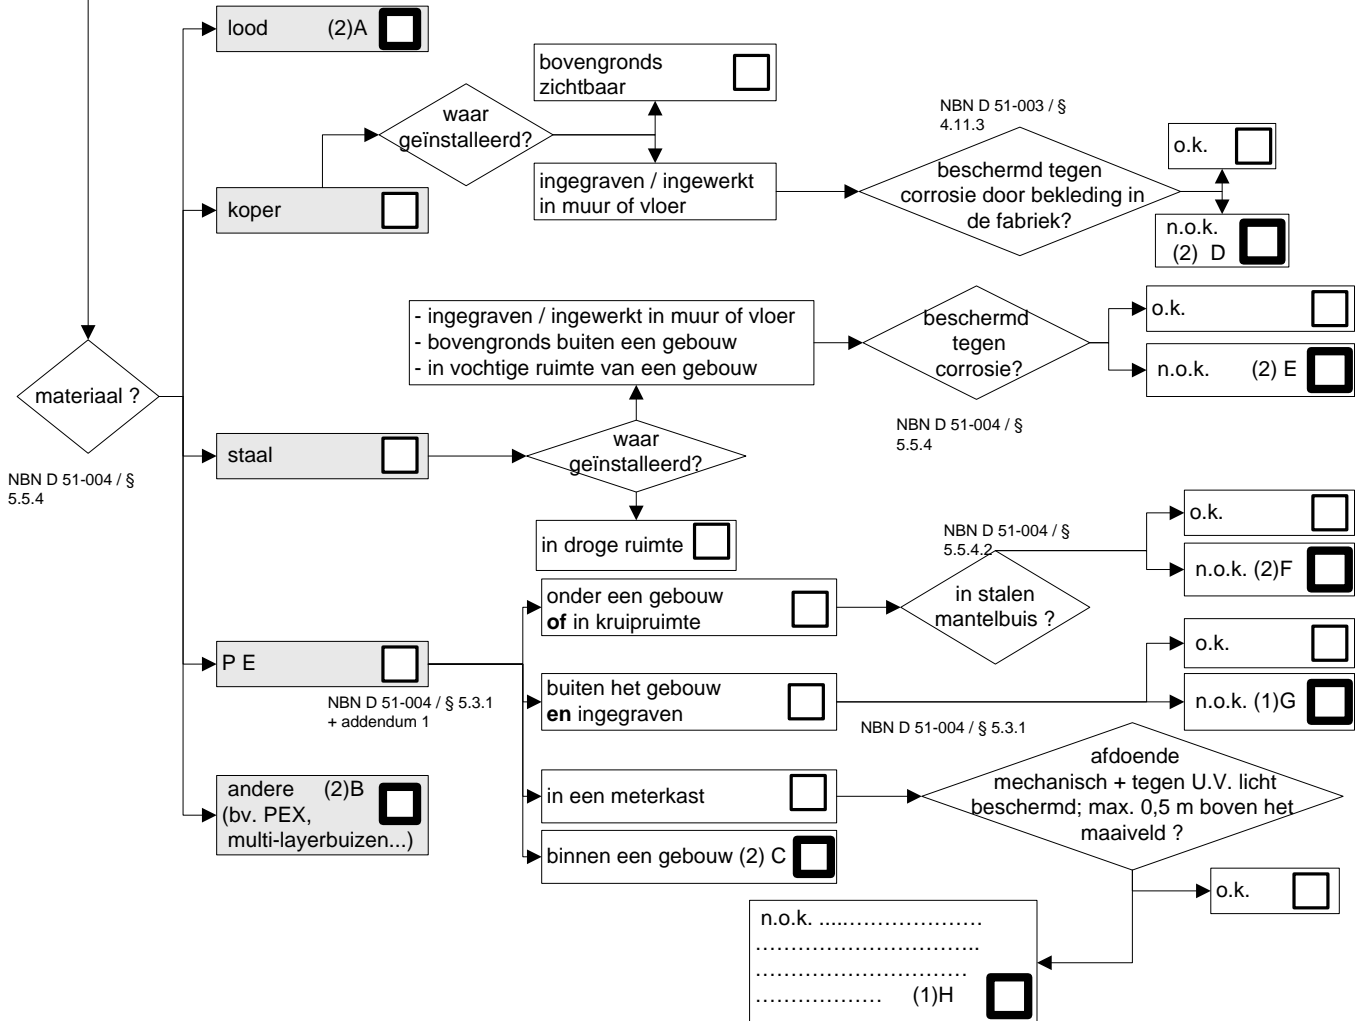 lood (2)A
bovengronds
zichtbaar
waar
geïnstalleerd?
NBN D 51-003 / §
4.11.3
o.k.
koper
ingegraven / ingewerkt
in muur of vloer
beschermd tegen
corrosie door bekleding in
de fabriek?
n.o.k.
(2) D
- ingegraven / ingewerkt in muur of vloer
- bovengronds buiten een gebouw
- in vochtige ruimte van een gebouw
beschermd
tegen
corrosie?
o.k.
n.o.k. (2) E
materiaal ?
NBN D 51-004 / §
5.5.4
NBN D 51-004 / §
5.5.4
staal
waar
geïnstalleerd?
in droge ruimte
NBN D 51-004 / §
5.5.4.2
o.k.
n.o.k. (2)F
onder een gebouw
of in kruipruimte
in stalen
mantelbuis ?
P E
NBN D 51-004 / § 5.3.1
+ addendum 1
buiten het gebouw
en ingegraven
o.k.
n.o.k. (1)G
NBN D 51-004 / § 5.3.1
andere (2)B
(bv. PEX,
multi-layerbuizen...)
in een meterkast
afdoende
mechanisch + tegen U.V. licht
beschermd; max. 0,5 m boven het
maaiveld ?
binnen een gebouw (2) C
o.k.
n.o.k. .....…………………
…………………………..
………………………………
……………… (1)H